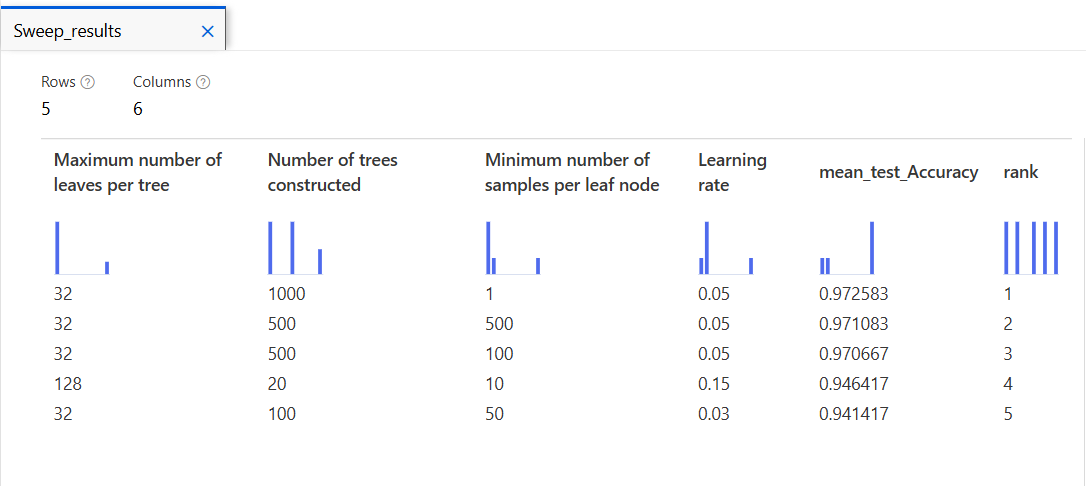 Sweep_results
Rows Columns
5 6
Maximum number of leaves per tree Number of trees constructed Minimum number of samples per leaf node Learning rate mean_test_Accuracy rank
32 1000 1 0.05 0.972583 1
32 500 500 0.05 0.971083 2
32 500 100 0.05 0.970667 3
128 20 10 0.15 0.946417 4
32 100 50 0.03 0.941417 5